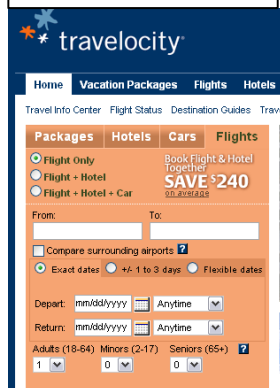 travelocity
Home Vacation Packages Flights Hotels
Travel Info Center Flight Status Destination Guides Trav
Packages Hotels Cars Flights
Flight Only
Flight + Hotel
Flight + Hotel + Car
Book Flight & Hotel
Together
SAVE $240
on average
From: To:
Compare surrounding airports ?
Exact dates +/- 1 to 3 days Flexible dates
Depart: mm/dd/yyyy Anytime
Return: mm/dd/yyyy Anytime
Adults (18-64) Minors (2-17) Seniors (65+) ?
1 0 0